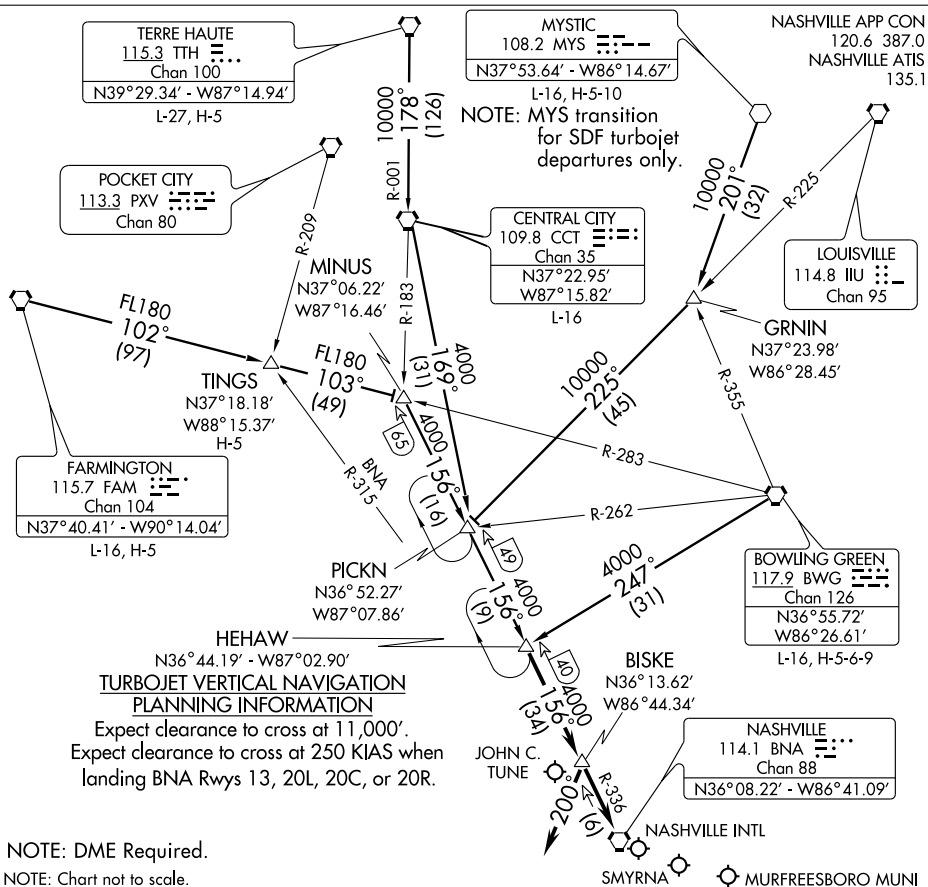 TERRE HAUTE
115.3 TTH
Chan 100
N39°29.34' - W87°14.94'
L-27, H-5
MYSTIC
108.2 MYS
N37°53.64' - W86°14.67'
L-16, H-5-10
NOTE: MYS transition
for SDF turbojet
departures only.
NASHVILLE APP CON
120.6 387.0
NASHVILLE ATIS
135.1
10000
178°
(126)
R-001
10000
201°
(32)
R-225
POCKET CITY
113.3 PXV
Chan 80
R-209
CENTRAL CITY
109.8 CCT
Chan 35
N37°22.95'
W87°15.82'
L-16
LOUISVILLE
114.8 IIU
Chan 95
MINUS
N37°06.22'
W87°16.46'
R-183
GRNIN
N37°23.98'
W86°28.45'
FL180
102°
(97)
TINGS
N37°18.18'
W88°15.37'
H-5
FL180
103°
(49)
4000
169°
(31)
10000
225°
(45)
R-355
FARMINGTON
115.7 FAM
Chan 104
N37°40.41' - W90°14.04'
L-16, H-5
BNA
R-315
65
4000
156°
(16)
R-283
R-262
BOWLING GREEN
117.9 BWG
Chan 126
N36°55.72'
W86°26.61'
L-16, H-5-6-9
PICKN
N36°52.27'
W87°07.86'
49
4000
156°
(9)
4000
247°
(31)
HEHAW
N36°44.19' - W87°02.90'
40
4000
156°
(34)
BISKE
N36°13.62'
W86°44.34'
TURBOJET VERTICAL NAVIGATION
PLANNING INFORMATION
Expect clearance to cross at 11,000'.
Expect clearance to cross at 250 KIAS when
landing BNA Rwys 13, 20L, 20C, or 20R.
JOHN C.
TUNE
NASHVILLE
114.1 BNA
Chan 88
N36°08.22' - W86°41.09'
R-336
(6)
200°
NASHVILLE INTL
SMYRNA
MURFREESBORO MUNI
NOTE: DME Required.
NOTE: Chart not to scale.